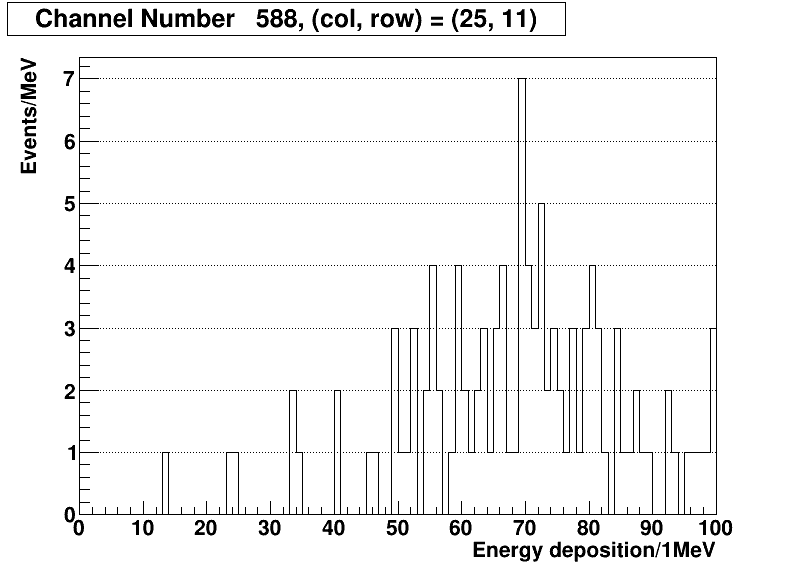 Channel Number 588, (col, row) = (25, 11)
Events/MeV
7
6
5
4
3
2
1
0
0 10 20 30 40 50 60 70 80 90 100
Energy deposition/1MeV